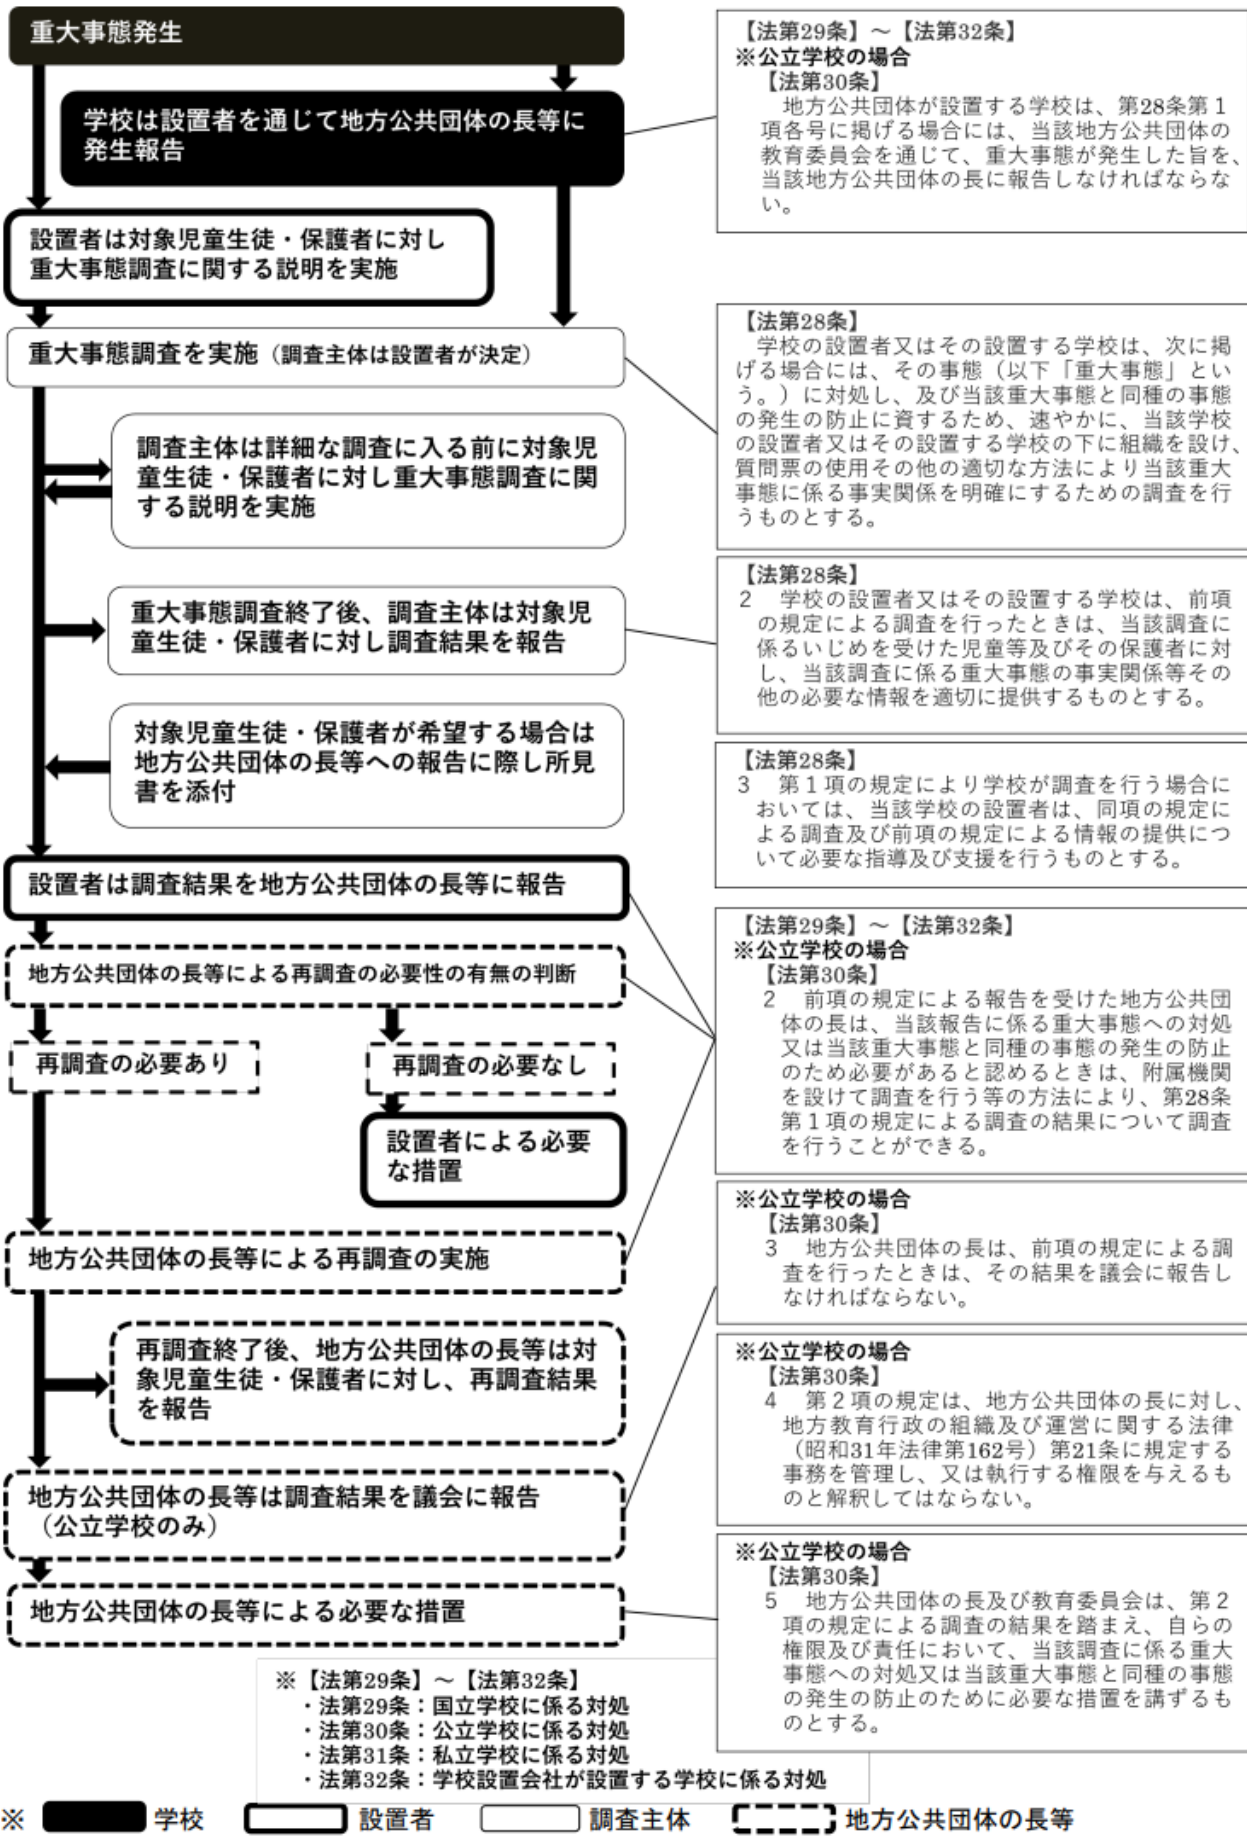 重大事態発生
学校は設置者を通じて地方公共団体の長等に
発生報告
設置者は対象児童生徒・保護者に対し
重大事態調査に関する説明を実施
重大事態調査を実施（調査主体は設置者が決定）
調査主体は詳細な調査に入る前に対象児
童生徒・保護者に対し重大事態調査に関
する説明を実施
重大事態調査終了後、調査主体は対象児
童生徒・保護者に対し調査結果を報告
対象児童生徒・保護者が希望する場合は
地方公共団体の長等への報告に際し所見
書を添付
設置者は調査結果を地方公共団体の長等に報告
地方公共団体の長等による再調査の必要性の有無の判断
再調査の必要あり
再調査の必要なし
設置者による必要
な措置
地方公共団体の長等による再調査の実施
再調査終了後、地方公共団体の長等は対
象児童生徒・保護者に対し、再調査結果
を報告
地方公共団体の長等は調査結果を議会に報告
（公立学校のみ）
地方公共団体の長等による必要な措置
【法第29条】～【法第32条】
※公立学校の場合
【法第30条】
地方公共団体が設置する学校は、第28条第１
項各号に掲げる場合には、当該地方公共団体の
教育委員会を通じて、重大事態が発生した旨を、
当該地方公共団体の長に報告しなければならな
い。
【法第28条】
学校の設置者又はその設置する学校は、次に掲
げる場合には、その事態（以下「重大事態」とい
う。）に対処し、及び当該重大事態と同種の事態
の発生の防止に資するため、速やかに、当該学校
の設置者又はその設置する学校の下に組織を設け、
質問票の使用その他の適切な方法により当該重大
事態に係る事実関係を明確にするための調査を行
うものとする。
【法第28条】
２　学校の設置者又はその設置する学校は、前項
の規定による調査を行ったときは、当該調査に
係るいじめを受けた児童等及びその保護者に対
し、当該調査に係る重大事態の事実関係等その
他の必要な情報を適切に提供するものとする。
【法第28条】
３　第１項の規定により学校が調査を行う場合に
おいては、当該学校の設置者は、同項の規定に
よる調査及び前項の規定による情報の提供につ
いて必要な指導及び支援を行うものとする。
【法第29条】～【法第32条】
※公立学校の場合
【法第30条】
２　前項の規定による報告を受けた地方公共団
体の長は、当該報告に係る重大事態への対処
又は当該重大事態と同種の事態の発生の防止
のため必要があると認めるときは、附属機関
を設けて調査を行う等の方法により、第28条
第１項の規定による調査の結果について調査
を行うことができる。
※公立学校の場合
【法第30条】
３　地方公共団体の長は、前項の規定による調
査を行ったときは、その結果を議会に報告し
なければならない。
※公立学校の場合
【法第30条】
４　第２項の規定は、地方公共団体の長に対し、
地方教育行政の組織及び運営に関する法律
（昭和31年法律第162号）第21条に規定する
事務を管理し、又は執行する権限を与えるも
のと解釈してはならない。
※公立学校の場合
【法第30条】
５　地方公共団体の長及び教育委員会は、第２
項の規定による調査の結果を踏まえ、自らの
権限及び責任において、当該調査に係る重大
事態への対処又は当該重大事態と同種の事態
の発生の防止のために必要な措置を講ずるも
のとする。
※【法第29条】～【法第32条】
・法第29条：国立学校に係る対処
・法第30条：公立学校に係る対処
・法第31条：私立学校に係る対処
・法第32条：学校設置会社が設置する学校に係る対処
※　学校　設置者　調査主体　地方公共団体の長等